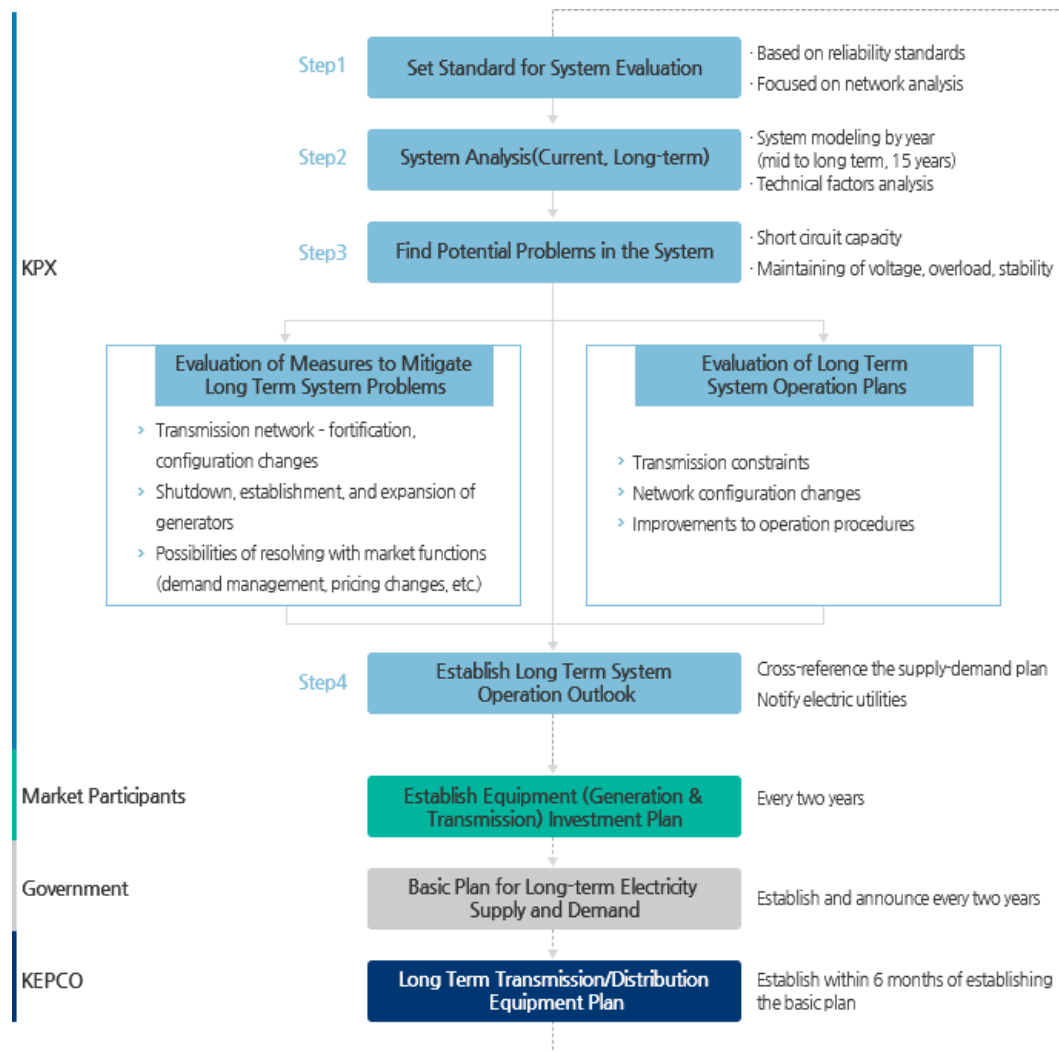 Step1
Set Standard for System Evaluation
· Based on reliability standards
· Focused on network analysis
Step2
System Analysis(Current, Long-term)
· System modeling by year
(mid to long term, 15 years)
· Technical factors analysis
KPX
Step3
Find Potential Problems in the System
· Short circuit capacity
· Maintaining of voltage, overload, stability
Evaluation of Measures to Mitigate
Long Term System Problems
› Transmission network - fortification,
configuration changes
› Shutdown, establishment, and expansion of
generators
› Possibilities of resolving with market functions
(demand management, pricing changes, etc.)
Evaluation of Long Term
System Operation Plans
› Transmission constraints
› Network configuration changes
› Improvements to operation procedures
Step4
Establish Long Term System
Operation Outlook
Cross-reference the supply-demand plan
Notify electric utilities
Market Participants
Establish Equipment (Generation &
Transmission) Investment Plan
Every two years
Government
Basic Plan for Long-term Electricity
Supply and Demand
Establish and announce every two years
KEPCO
Long Term Transmission/Distribution
Equipment Plan
Establish within 6 months of establishing
the basic plan